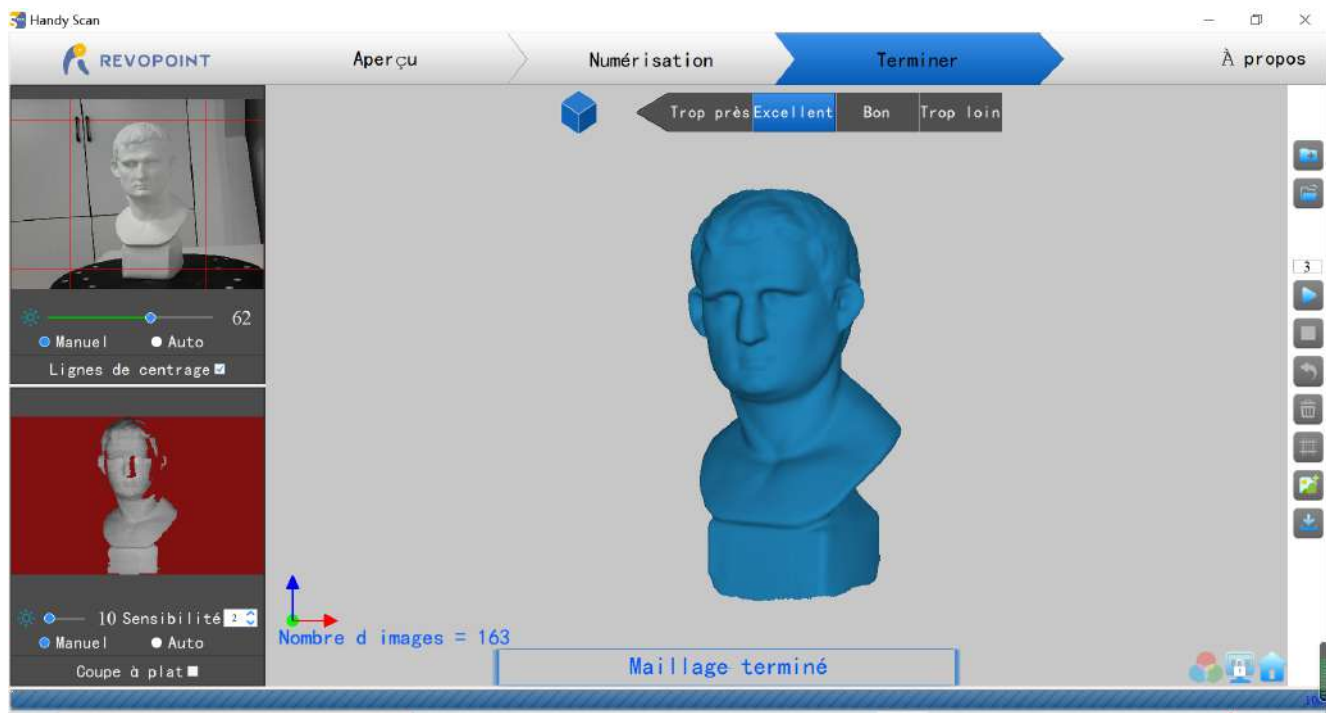 Handy Scan
REVOPOINT
Aperçu
Numérisation
Terminer
À propos
Trop près Excellent Bon Trop loin
62
Manuel Auto
Lignes de centrage
3
10 Sensibilité 2
Manuel Auto
Coupe à plat
Nombre d images = 163
Maillage terminé